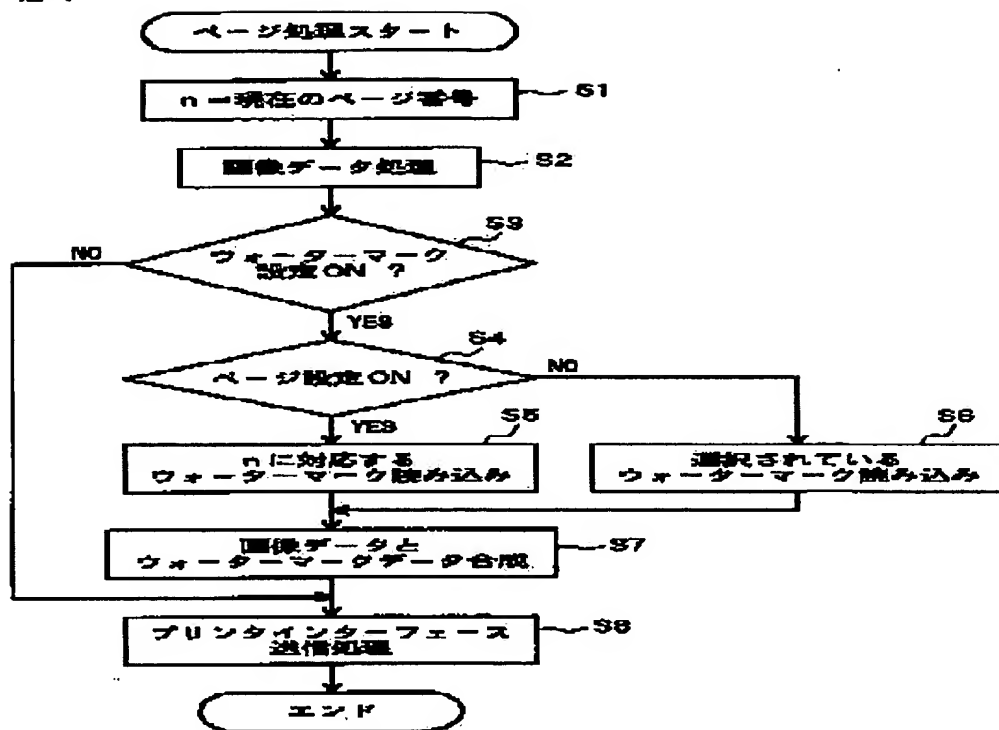 ページ処理スタート
n=現在のページ番号
S1
画像データ処理
S2
S3
ウォーターマーク
設定ON ?
NO
YES
S4
ページ設定ON ?
NO
YES
S5
nに対応する
ウォーターマーク読み込み
S6
選択されている
ウォーターマーク読み込み
画像データと
ウォーターマークデータ合成
S7
プリンタインターフェース
送信処理
S8
エンド